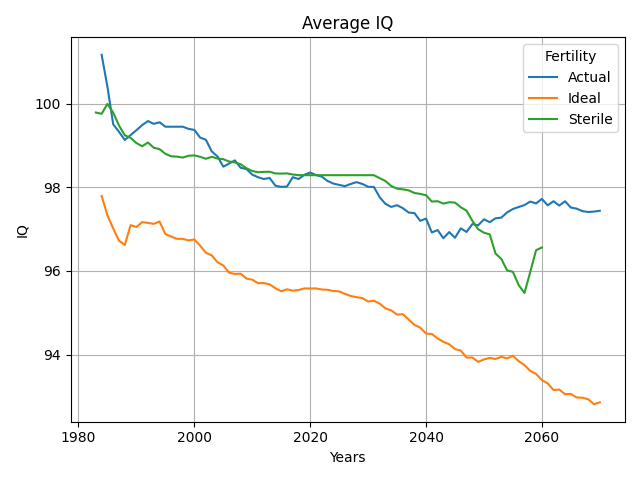 Average IQ
Fertility
Actual
Ideal
Sterile
100
98
96
94
IQ
1980
2000
2020
2040
2060
Years